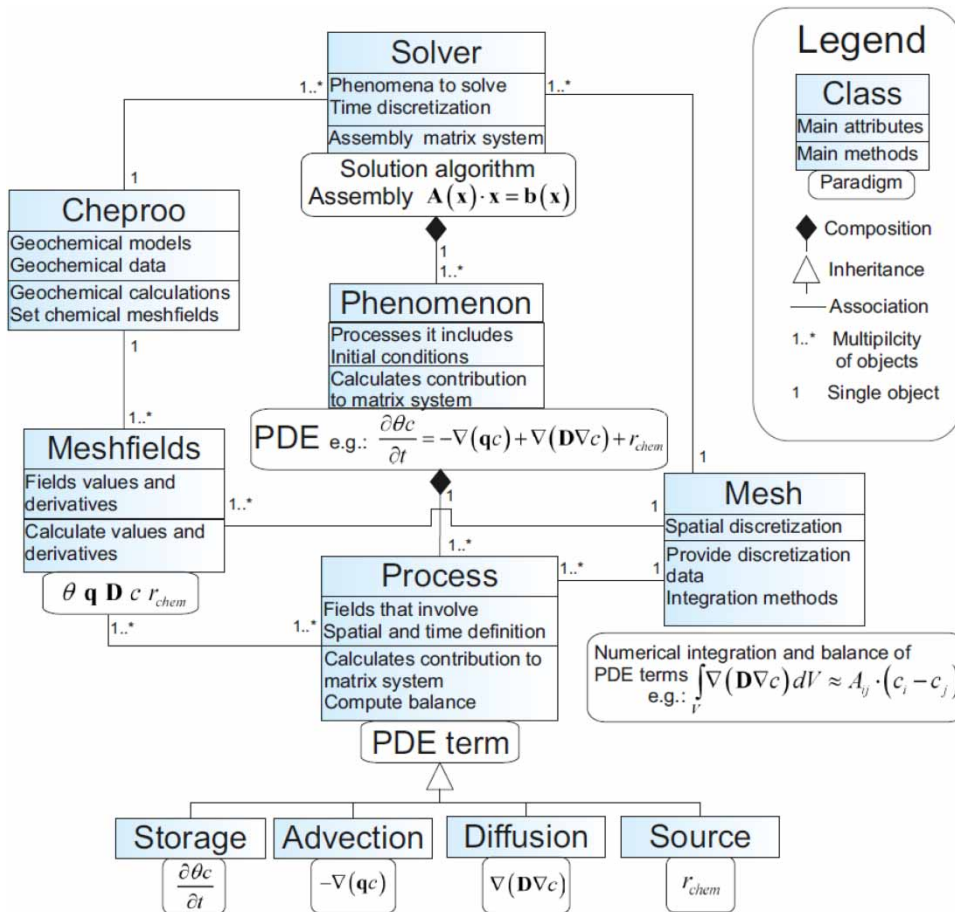 Solver
Phenomena to solve
Time discretization
Assembly matrix system
Solution algorithm
Assembly A(x)·x=b(x)
1..*
1..*
1
1
1..*
Cheproo
Geochemical models
Geochemical data
Geochemical calculations
Set chemical meshfields
1
1..*
Phenomenon
Processes it includes
Initial conditions
Calculates contribution
to matrix system
PDE e.g.: ∂θc/∂t = −∇(qc)+∇(D∇c)+r_chem
1
1..*
Meshfields
Fields values and
derivatives
Calculate values and
derivatives
θ q D c r_chem
1..*
1
1..*
1..*
1
Mesh
Spatial discretization
Provide discretization
data
Integration methods
Numerical integration and balance of
PDE terms
e.g.: ∫_V ∇(D∇c)dV ≈ A_ij·(c_i − c_j)
1..*
1
Process
Fields that involve
Spatial and time definition
Calculates contribution to
matrix system
Compute balance
PDE term
Storage
∂θc/∂t
Advection
−∇(qc)
Diffusion
∇(D∇c)
Source
r_chem
Legend
Class
Main attributes
Main methods
Paradigm
Composition
Inheritance
Association
1..* Multipilcity
of objects
1 Single object